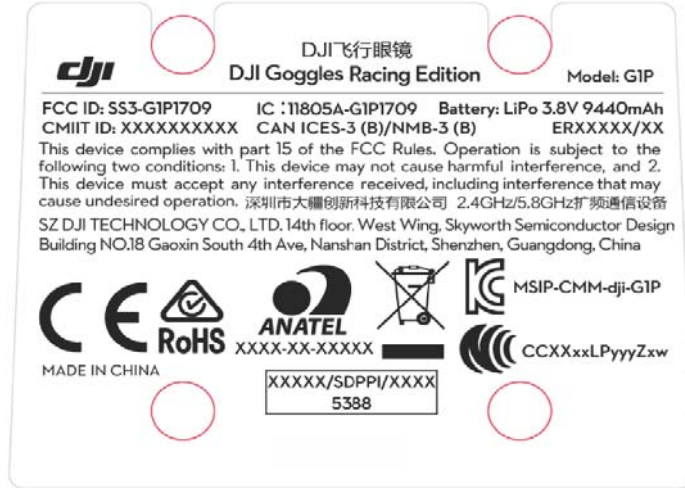 DJI飞行眼镜
dji DJI Goggles Racing Edition Model: G1P
FCC ID: SS3-G1P1709 IC :11805A-G1P1709 Battery: LiPo 3.8V 9440mAh
CMIIT ID: XXXXXXXXXX CAN ICES-3 (B)/NMB-3 (B) ERXXXXX/XX
This device complies with part 15 of the FCC Rules. Operation is subject to the
following two conditions: 1. This device may not cause harmful interference, and 2.
This device must accept any interference received, including interference that may
cause undesired operation. 深圳市大疆创新科技有限公司 2.4GHz/5.8GHz扩频通信设备
SZ DJI TECHNOLOGY CO., LTD. 14th floor. West Wing, Skyworth Semiconductor Design
Building NO.18 Gaoxin South 4th Ave, Nanshan District, Shenzhen, Guangdong, China
CE
RoHS
ANATEL
XXXX-XX-XXXXX
MSIP-CMM-dji-G1P
CCXXxxLPyyyZxw
MADE IN CHINA
XXXXX/SDPPI/XXXX
5388